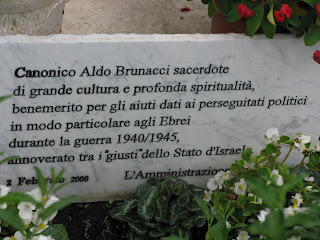 Canonico Aldo Brunacci sacerdote
di grande cultura e profonda spiritualità,
benemerito per gli aiuti dati ai perseguitati politici
in modo particolare agli Ebrei
durante la guerra 1940/1945,
annoverato tra i "giusti" dello Stato d'Israele
2 Febbraio 2008 L'Amministrazione